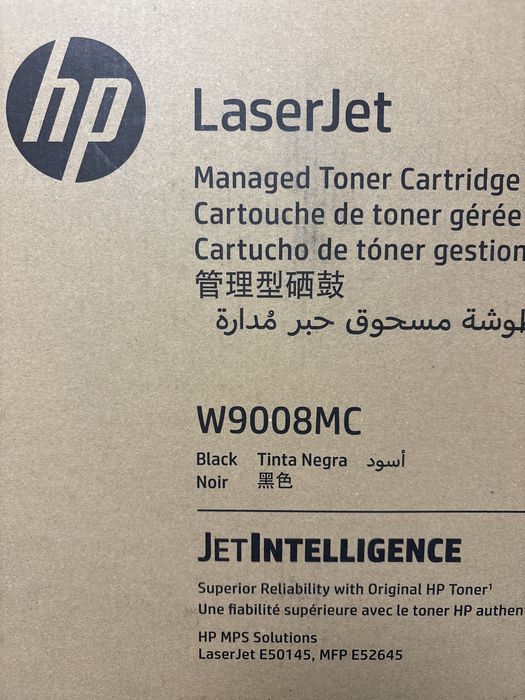 hp
LaserJet
Managed Toner Cartridge
Cartouche de toner gérée
Cartucho de tóner gestion
管理型硒鼓
طوشة مسحوق حبر مُدارة
W9008MC
Black Tinta Negra أسود
Noir 黑色
JETINTELLIGENCE
Superior Reliability with Original HP Toner¹
Une fiabilité supérieure avec le toner HP authen
HP MPS Solutions
LaserJet E50145, MFP E52645